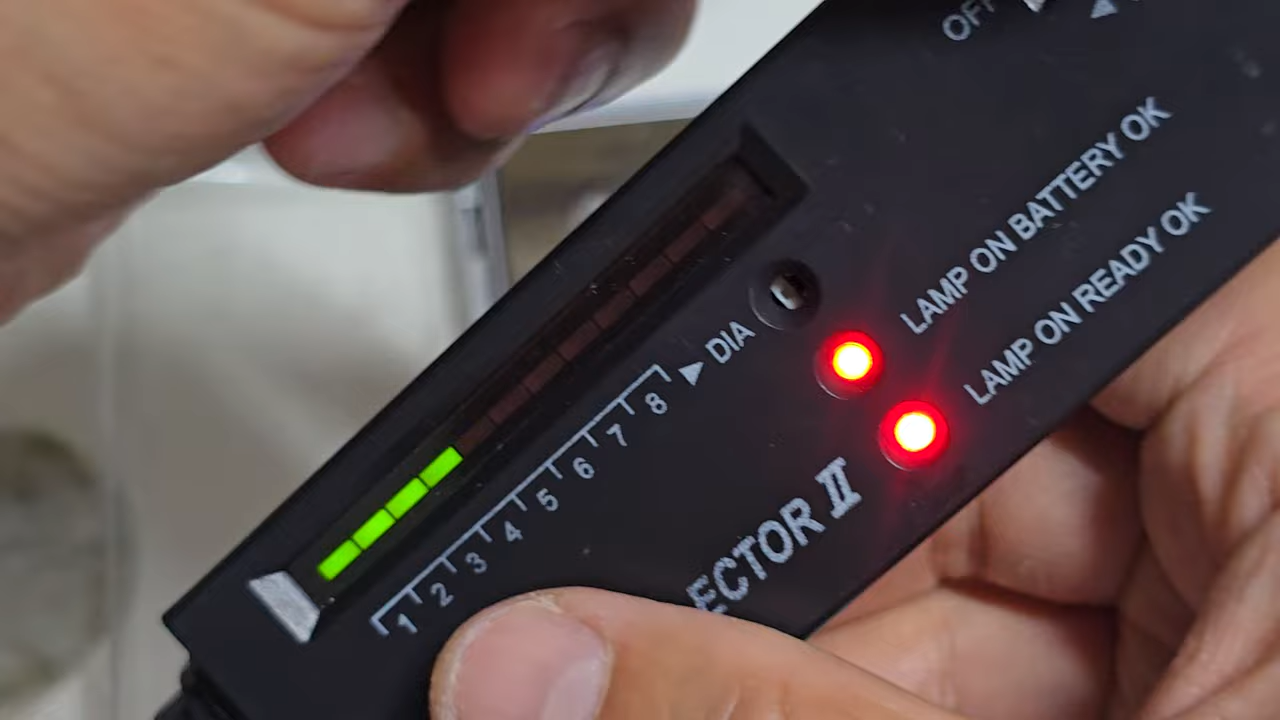 OFF
LAMP ON BATTERY OK
LAMP ON READY OK
▶ DIA
1 2 3 4 5 6 7 8
ECTOR II